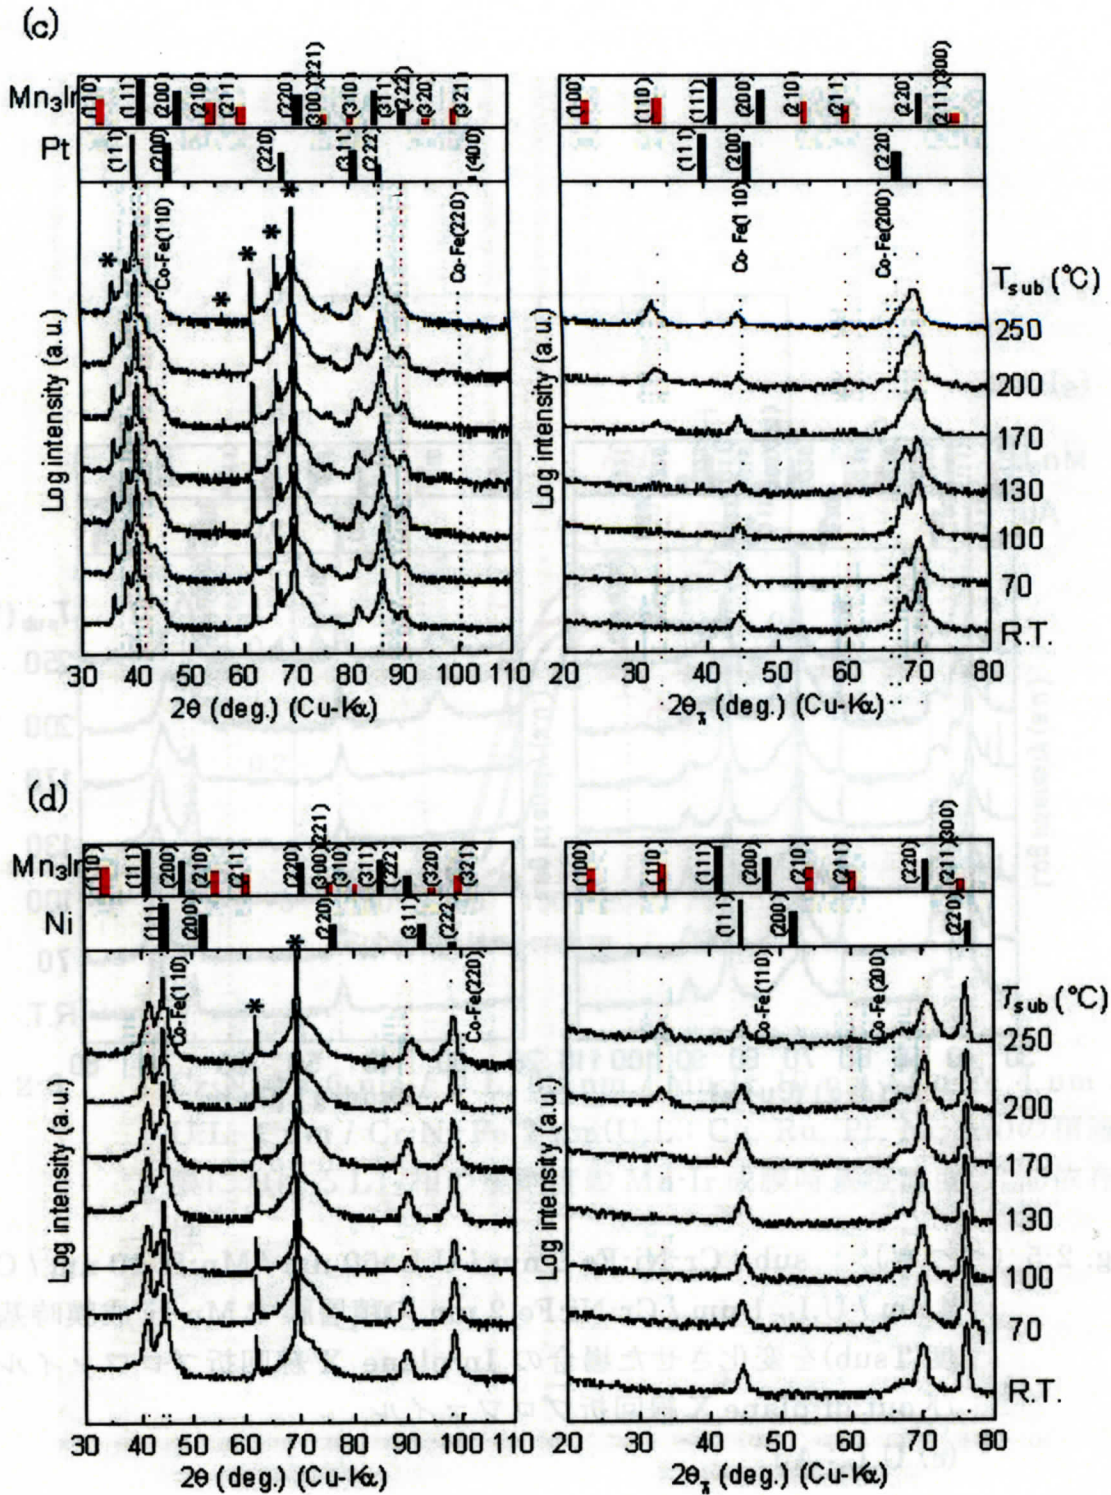 (c)
Mn3Ir
(110) (111) (200) (210) (211) (220) (300)(221) (310) (311) (222) (320) (321)
(100) (110) (111) (200) (210) (211) (220) (211)(300)
Pt
(111) (200) (220) (311) (222) (400)
(111) (200) (220)
* * * * *
Co-Fe(110) Co-Fe(220)
Co-Fe(110) Co-Fe(200)
Tsub (°C)
250
200
170
130
100
70
R.T.
Log intensity (a.u.)
Log intensity (a.u.)
30 40 50 60 70 80 90 100 110
20 30 40 50 60 70 80
2θ (deg.) (Cu-Kα)
2θχ (deg.) (Cu-Kα)
(d)
Mn3Ir
(110) (111) (200) (210) (211) (220) (300)(221) (310) (311) (222) (320) (321)
(100) (110) (111) (200) (210) (211) (220) (211)(300)
Ni
(111) (200) (220) (311) (222)
(111) (200) (220)
* *
Co-Fe(110) Co-Fe(220)
Co-Fe(110) Co-Fe(200)
Tsub (°C)
250
200
170
130
100
70
R.T.
Log intensity (a.u.)
Log intensity (a.u.)
30 40 50 60 70 80 90 100 110
20 30 40 50 60 70 80
2θ (deg.) (Cu-Kα)
2θχ (deg.) (Cu-Kα)